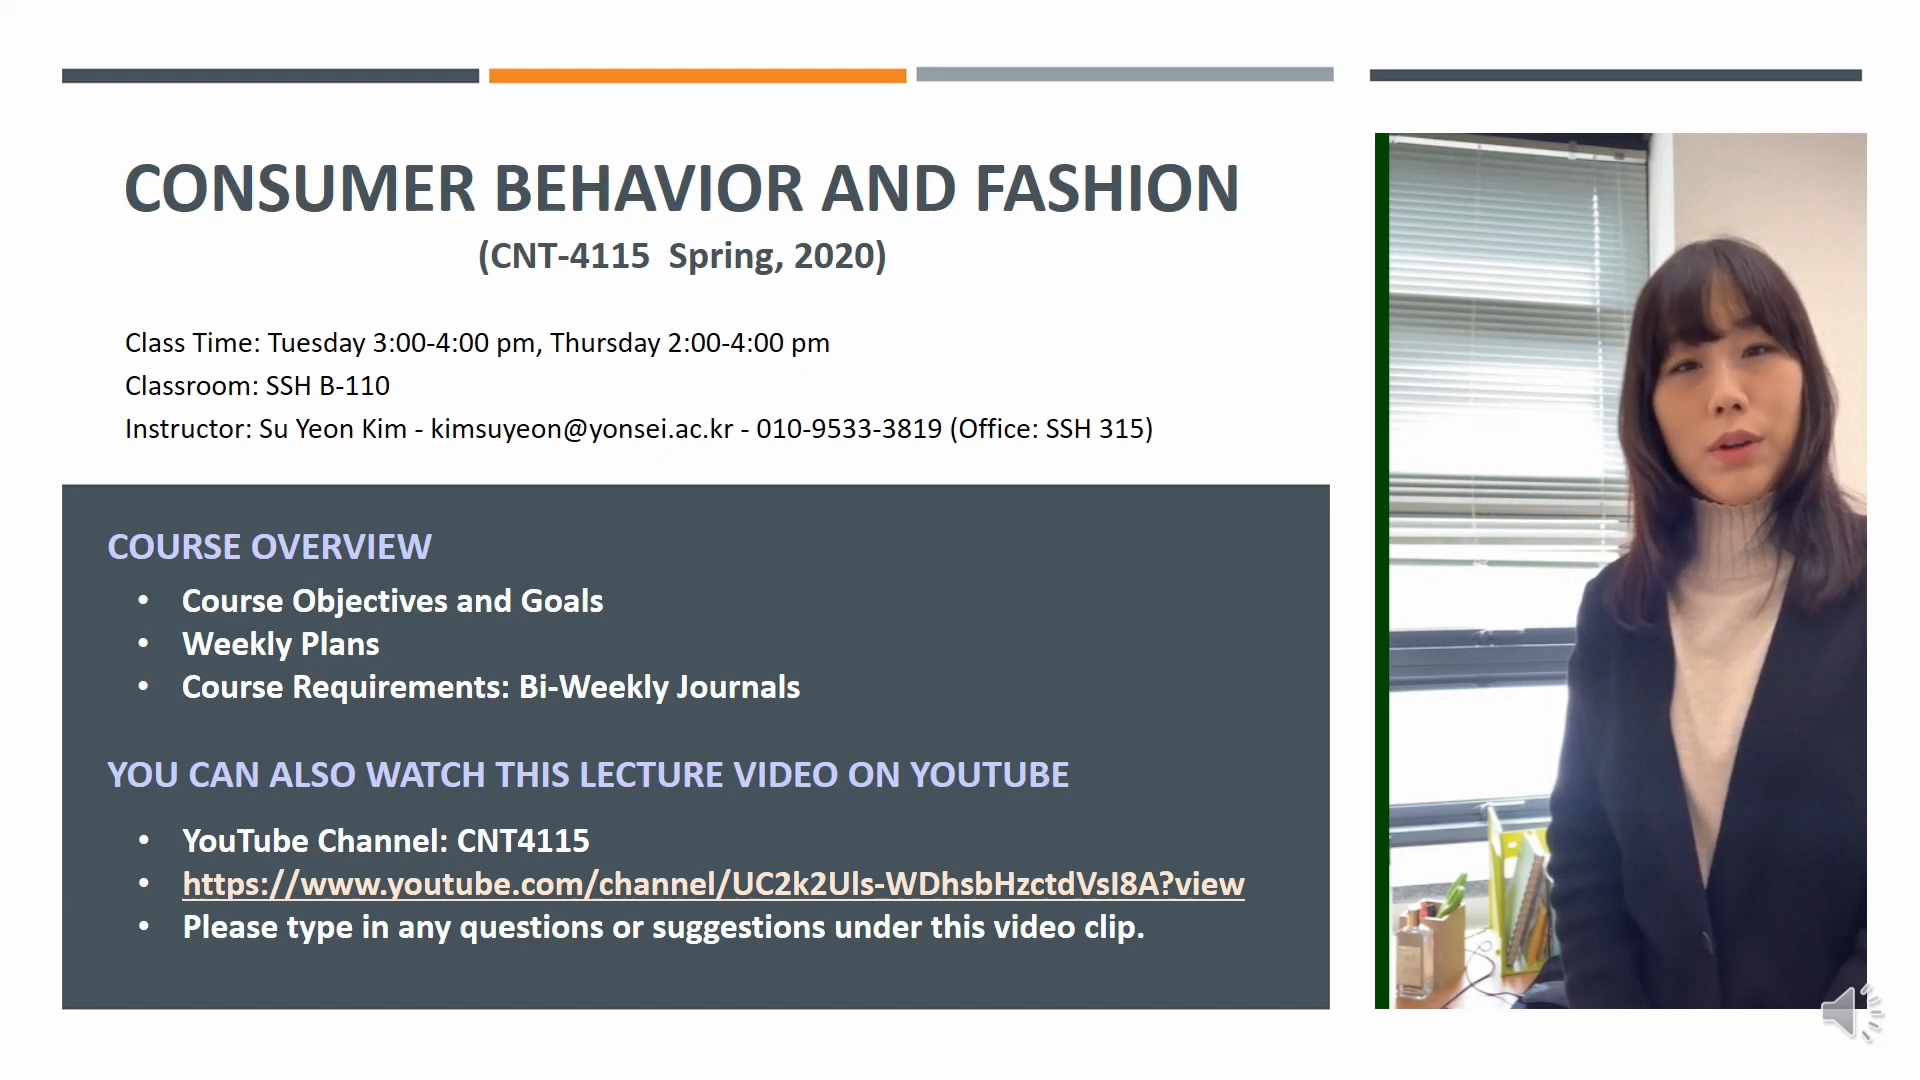 CONSUMER BEHAVIOR AND FASHION
(CNT-4115 Spring, 2020)
Class Time: Tuesday 3:00-4:00 pm, Thursday 2:00-4:00 pm
Classroom: SSH B-110
Instructor: Su Yeon Kim - kimsuyeon@yonsei.ac.kr - 010-9533-3819 (Office: SSH 315)
COURSE OVERVIEW
• Course Objectives and Goals
• Weekly Plans
• Course Requirements: Bi-Weekly Journals
YOU CAN ALSO WATCH THIS LECTURE VIDEO ON YOUTUBE
• YouTube Channel: CNT4115
• https://www.youtube.com/channel/UC2k2Uls-WDhsbHzctdVsI8A?view
• Please type in any questions or suggestions under this video clip.